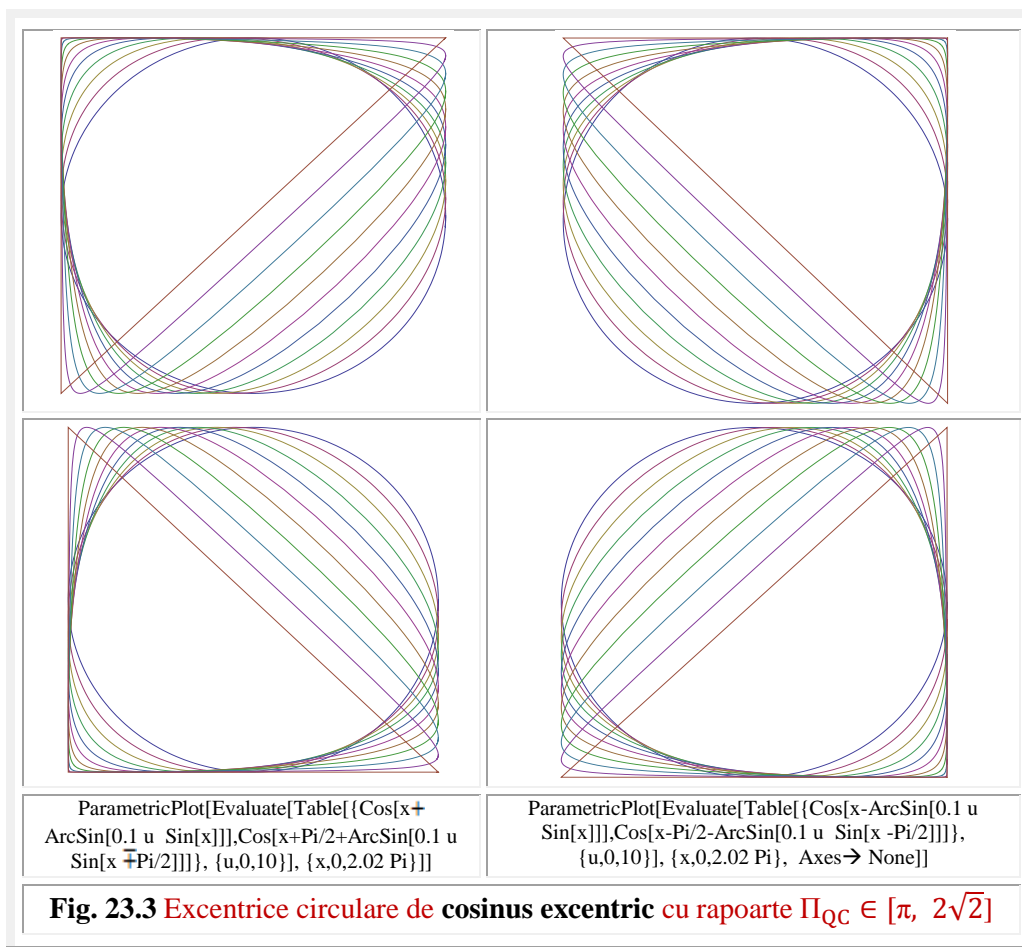 ParametricPlot[Evaluate[Table[{Cos[x+
ArcSin[0.1 u Sin[x]]],Cos[x+Pi/2+ArcSin[0.1 u
Sin[x ∓Pi/2]]]}, {u,0,10}], {x,0,2.02 Pi}]]
ParametricPlot[Evaluate[Table[{Cos[x-ArcSin[0.1 u
Sin[x]]],Cos[x-Pi/2-ArcSin[0.1 u Sin[x -Pi/2]]]},
{u,0,10}], {x,0,2.02 Pi}, Axes→ None]]
Fig. 23.3 Excentrice circulare de cosinus excentric cu rapoarte Π_QC ∈ [π, 2√2]